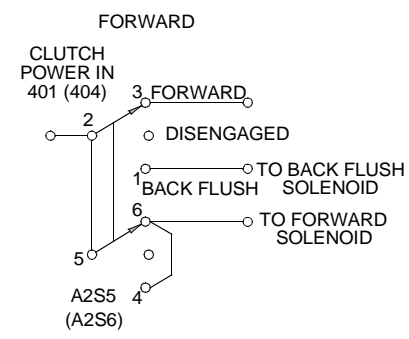 FORWARD
CLUTCH
POWER IN
401 (404)
3 FORWARD
2
DISENGAGED
1
BACK FLUSH
TO BACK FLUSH
SOLENOID
6
TO FORWARD
SOLENOID
5
4
A2S5
(A2S6)